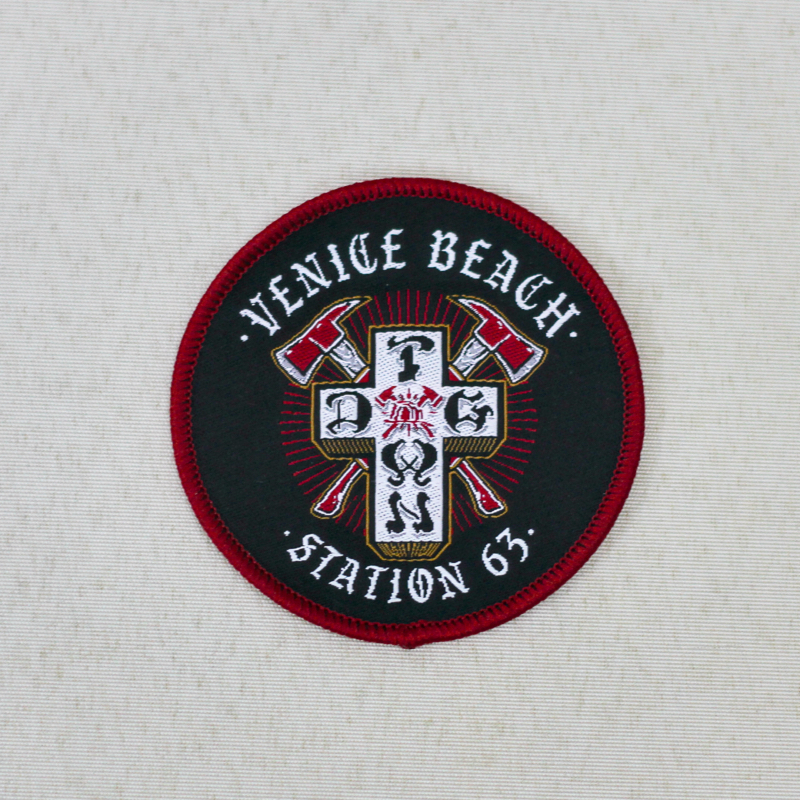 ·VENICE BEACH·
T
D G
W
N
·STATION 63·